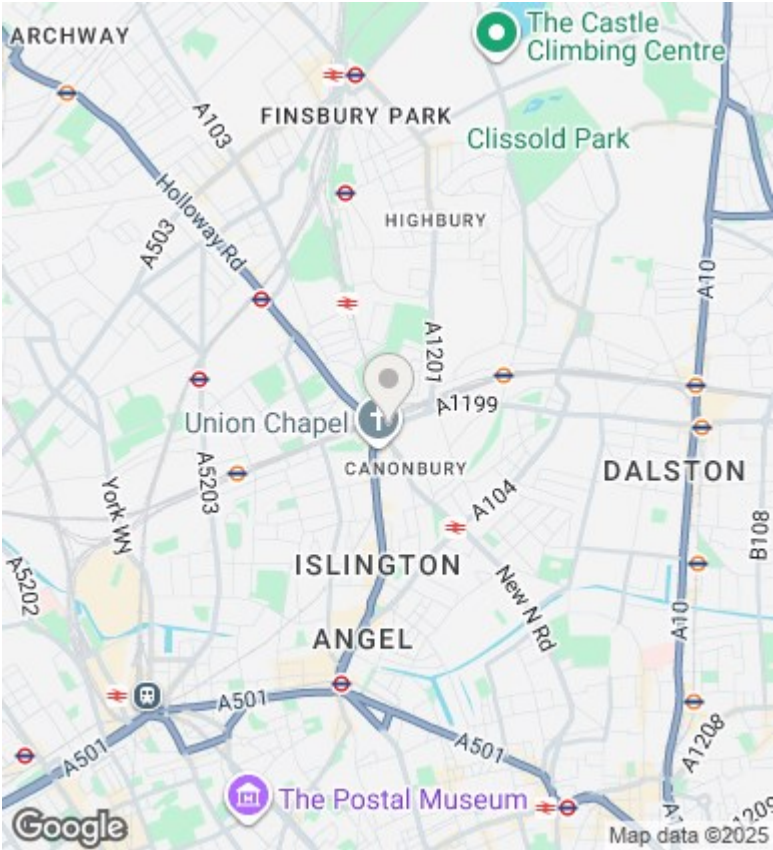 ARCHWAY
The Castle
Climbing Centre
A103
FINSBURY PARK
Clissold Park
Holloway Rd
A503
HIGHBURY
A10
A1201
A1199
Union Chapel
CANONBURY
A5203
York Wy
A104
DALSTON
B108
A5202
ISLINGTON
New N Rd
ANGEL
A10
A501
A501
A501
A1208
The Postal Museum
Google
Map data ©2025